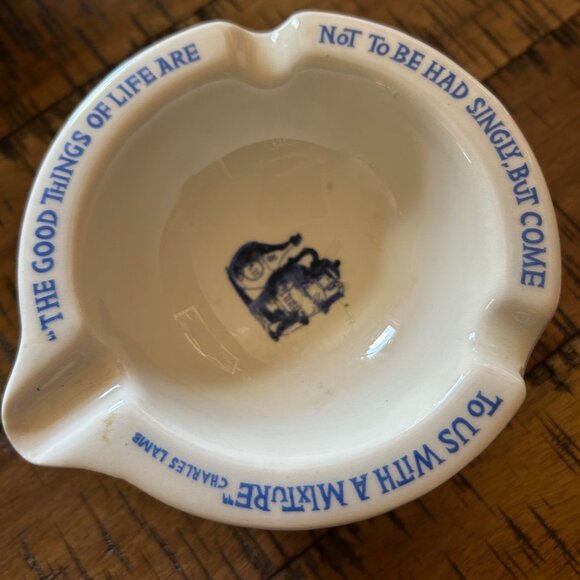 "THE GOOD THINGS OF LIFE ARE
NOT TO BE HAD SINGLY, BUT COME
TO US WITH A MIXTURE"
CHARLES LAMB